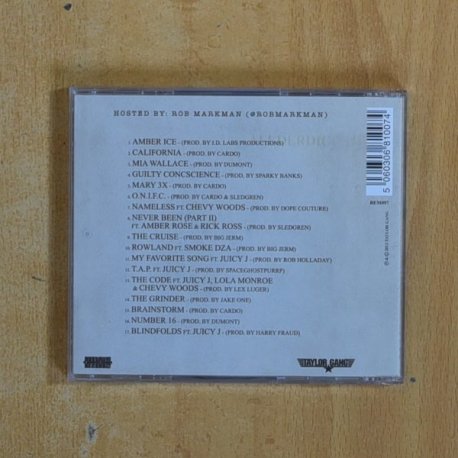 HOSTED BY: ROB MARKMAN (@ROBMARKMAN)
1. AMBER ICE - (PROD. BY I.D. LABS PRODUCTIONS)
2. CALIFORNIA - (PROD. BY CARDO)
3. MIA WALLACE - (PROD. BY DUMONT)
4. GUILTY CONCSCIENCE - (PROD. BY SPARKY BANKS)
5. MARY 3X - (PROD. BY CARDO)
6. O.N.I.F.C. - (PROD. BY CARDO & SLEDGREN)
7. NAMELESS FT. CHEVY WOODS - (PROD. BY DOPE COUTURE)
8. NEVER BEEN (PART II)
FT. AMBER ROSE & RICK ROSS - (PROD. BY SLEDGREN)
9. THE CRUISE - (PROD. BY BIG JERM)
10. ROWLAND FT. SMOKE DZA - (PROD. BY BIG JERM)
11. MY FAVORITE SONG FT. JUICY J - (PROD. BY ROB HOLLADAY)
12. T.A.P. FT. JUICY J - (PROD. BY SPACEGHOSTPURRP)
13. THE CODE FT. JUICY J, LOLA MONROE
& CHEVY WOODS - (PROD. BY LEX LUGER)
14. THE GRINDER - (PROD. BY JAKE ONE)
15. BRAINSTORM - (PROD. BY CARDO)
16. NUMBER 16 - (PROD. BY DUMONT)
17. BLINDFOLDS FT. JUICY J - (PROD. BY HARRY FRAUD)
5 060306 810074
TAYLOR GANG